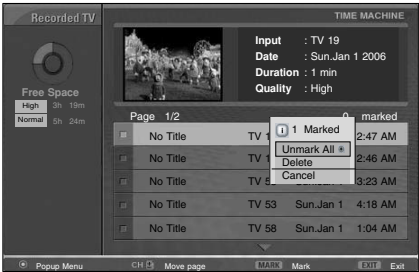 Recorded TV
TIME MACHINE
Free Space
High 3h 19m
Normal 5h 24m
Input : TV 19
Date : Sun.Jan 1 2006
Duration : 1 min
Quality : High
Page 1/2 0 marked
No Title TV 1 2:47 AM
No Title TV 1 2:46 AM
No Title TV 5 3:23 AM
No Title TV 53 Sun.Jan 1 4:18 AM
No Title TV 58 Sun.Jan 1 1:04 AM
i 1 Marked
Unmark All
Delete
Cancel
Popup Menu CH Move page MARK Mark EXIT Exit